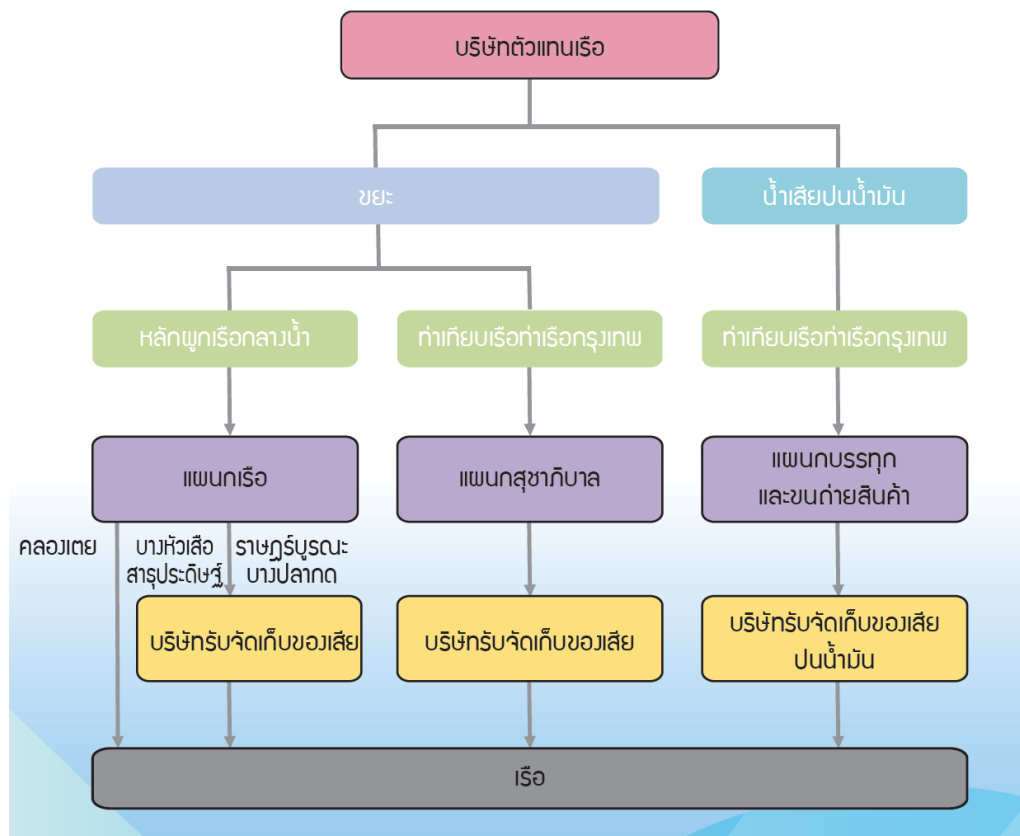 บริษัทตัวแทนเรือ
ขยะ
น้ำเสียปนน้ำมัน
หลักผูกเรือกลางน้ำ
ท่าเทียบเรือท่าเรือกรุงเทพ
ท่าเทียบเรือท่าเรือกรุงเทพ
แผนกเรือ
แผนกสุขาภิบาล
แผนกบรรทุก
และขนถ่ายสินค้า
คลองเตย
บางหัวเสือ
สาธุประดิษฐ์
ราษฎร์บูรณะ
บางปลากด
บริษัทรับจัดเก็บของเสีย
บริษัทรับจัดเก็บของเสีย
บริษัทรับจัดเก็บของเสีย
ปนน้ำมัน
เรือ